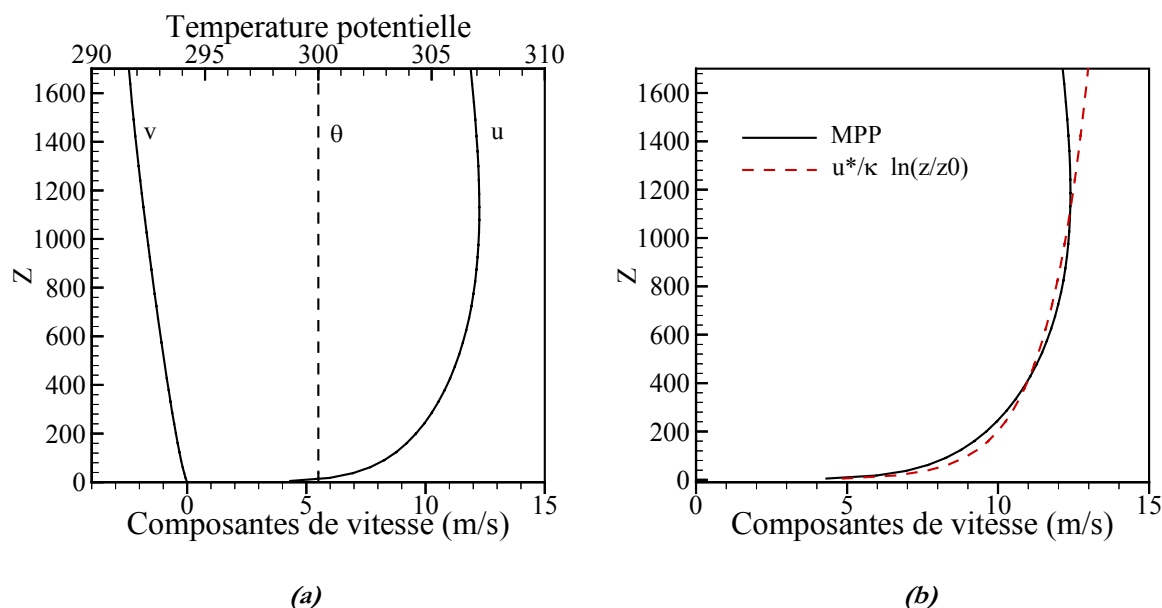 Temperature potentielle
290 295 300 305 310
1600
1400
1200
1000
800
600
400
200
0
Z
v
θ
u
0 5 10 15
Composantes de vitesse (m/s)
(a)
1600
1400
1200
1000
800
600
400
200
0
Z
MPP
u*/κ ln(z/z0)
0 5 10 15
Composantes de vitesse (m/s)
(b)